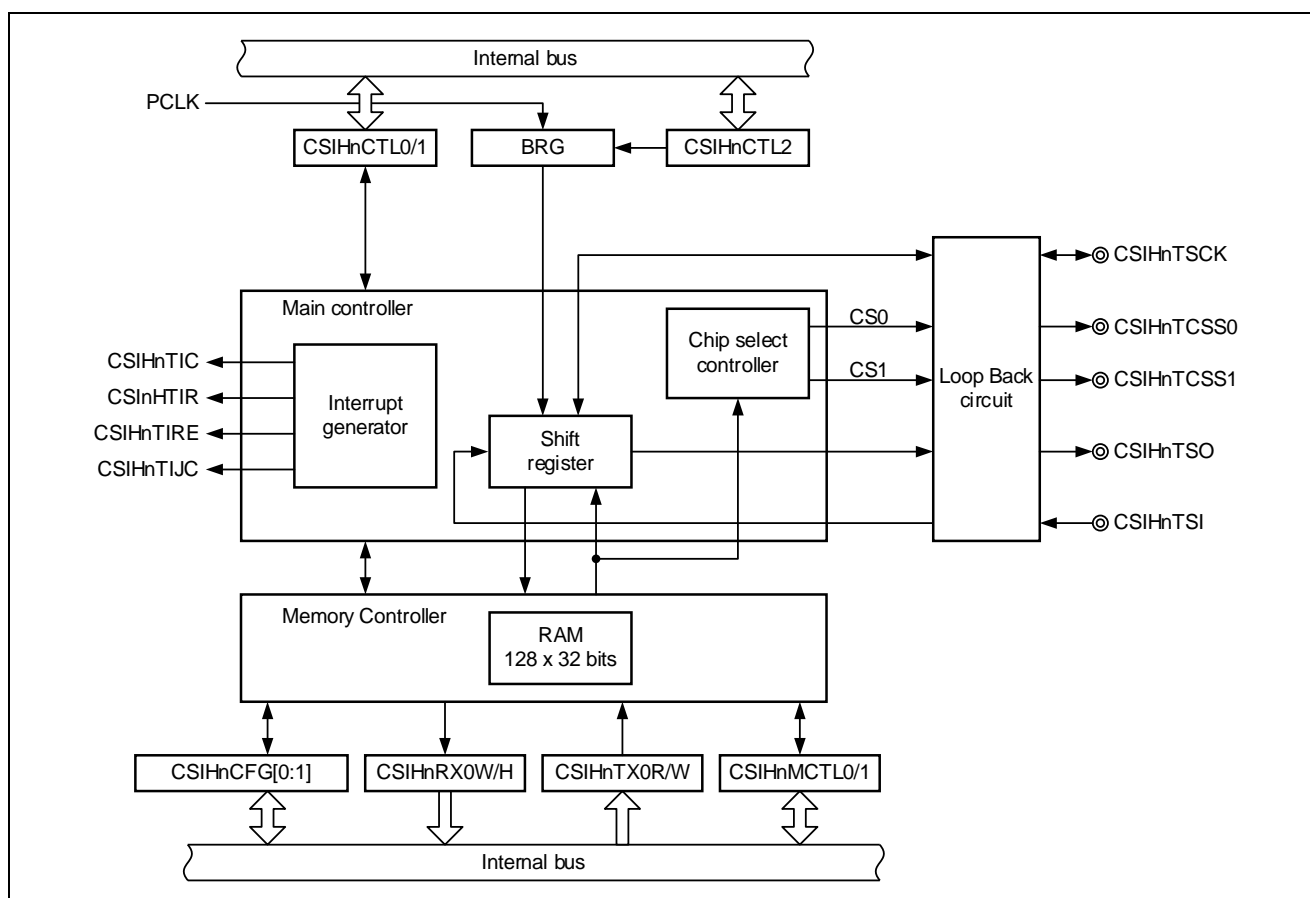 Internal bus
PCLK
CSIHnCTL0/1
BRG
CSIHnCTL2
CSIHnTSCK
Main controller
CS0
CSIHnTCSS0
Chip select
controller
CSIHnTIC
CS1
CSIHnTCSS1
Loop Back
circuit
CSInHTIR
Interrupt
generator
CSIHnTIRE
Shift
register
CSIHnTSO
CSIHnTIJC
CSIHnTSI
Memory Controller
RAM
128 x 32 bits
CSIHnCFG[0:1]
CSIHnRX0W/H
CSIHnTX0R/W
CSIHnMCTL0/1
Internal bus